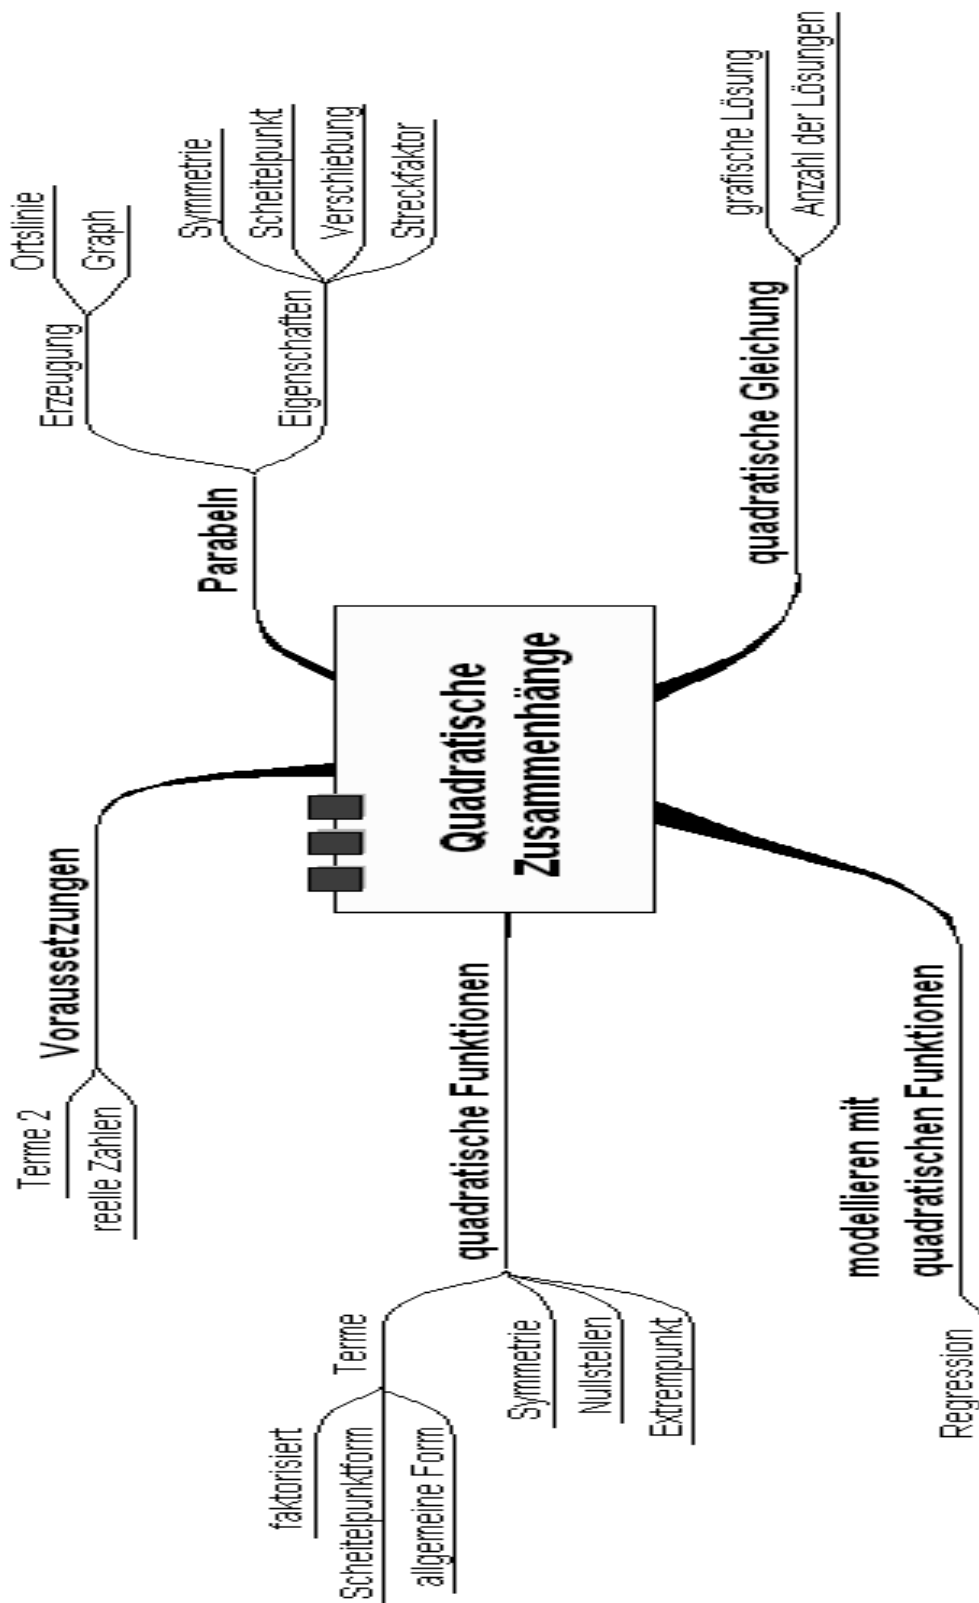 Quadratische
Zusammenhänge
Voraussetzungen
Terme 2
reelle Zahlen
quadratische Funktionen
Terme
faktorisiert
Scheitelpunktform
allgemeine Form
Symmetrie
Nullstellen
Extrempunkt
modellieren mit
quadratischen Funktionen
Regression
Parabeln
Erzeugung
Ortslinie
Graph
Eigenschaften
Symmetrie
Scheitelpunkt
Verschiebung
Streckfaktor
quadratische Gleichung
grafische Lösung
Anzahl der Lösungen